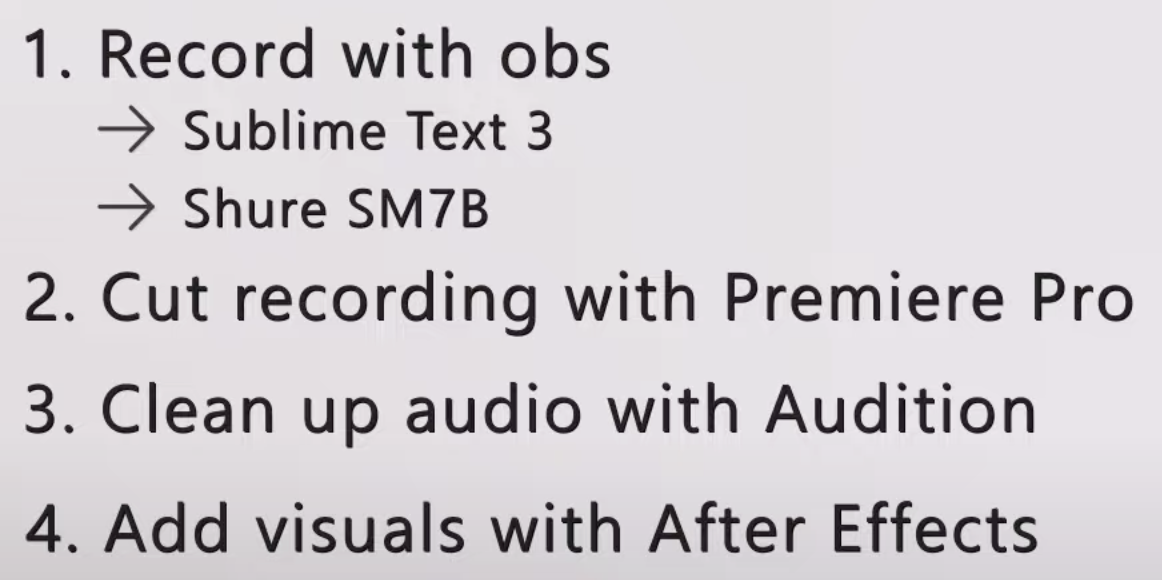 1. Record with obs
→ Sublime Text 3
→ Shure SM7B
2. Cut recording with Premiere Pro
3. Clean up audio with Audition
4. Add visuals with After Effects